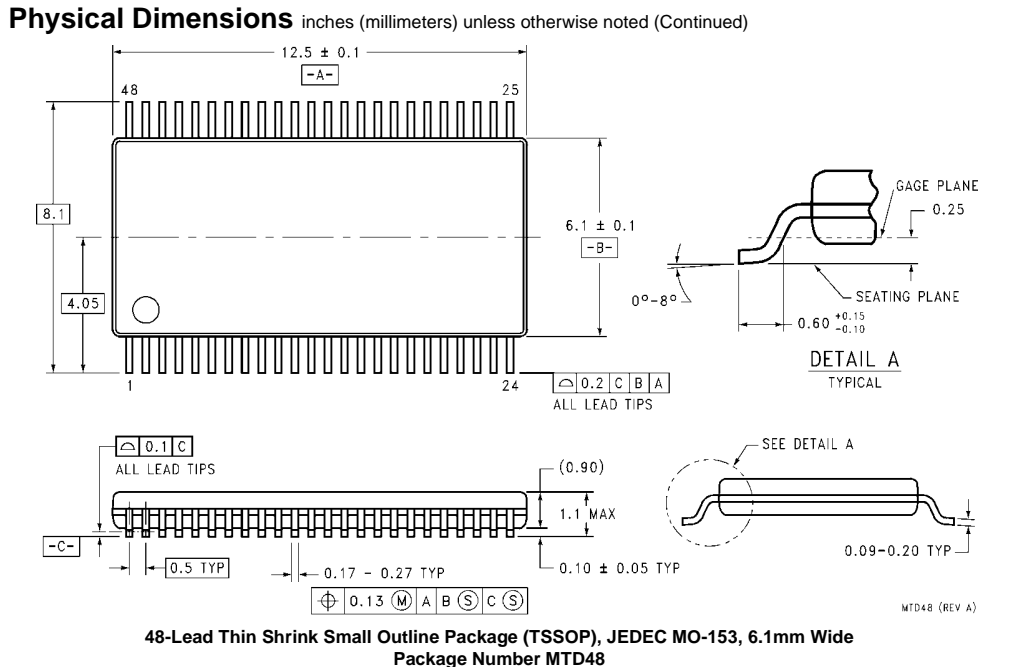 Physical Dimensions inches (millimeters) unless otherwise noted (Continued)
12.5 ± 0.1
-A-
48
25
8.1
4.05
6.1 ± 0.1
-B-
1
24
⌓ 0.2 C B A
ALL LEAD TIPS
GAGE PLANE
0.25
SEATING PLANE
0°-8°
0.60 +0.15 -0.10
DETAIL A
TYPICAL
⌓ 0.1 C
ALL LEAD TIPS
(0.90)
1.1 MAX
-C-
0.5 TYP
0.17 - 0.27 TYP
0.10 ± 0.05 TYP
⌖ 0.13 Ⓜ A B Ⓢ C Ⓢ
SEE DETAIL A
0.09-0.20 TYP
MTD48 (REV A)
48-Lead Thin Shrink Small Outline Package (TSSOP), JEDEC MO-153, 6.1mm Wide
Package Number MTD48